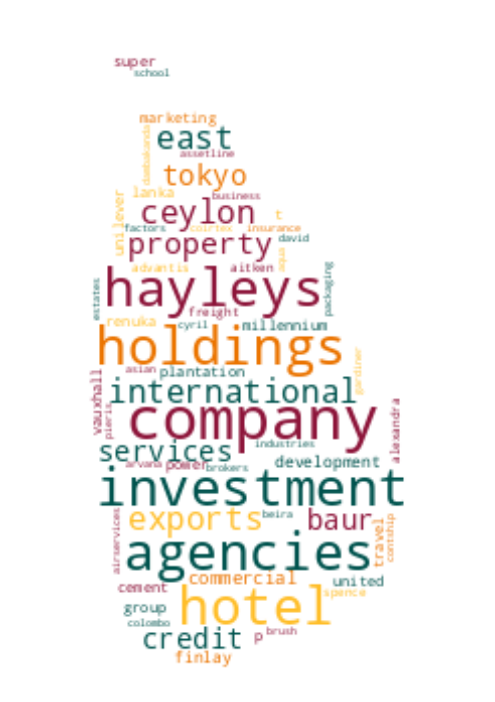 super
school
marketing
dambakanda
east
assetline
tokyo
lanka
business
unilever
ceylon
t
factors
coirtex
insurance
property
david
aqua
advantis
aitken
packaging
estates
hayleys
freight
renuka
cyril
millennium
holdings
gardiner
asian
plantation
vauxhall
international
pieris
company
alexandra
services
industries
arvana
power
brokers
development
investment
exports
beira
baur
travel
contship
airservices
agencies
commercial
cement
united
hotel
spence
group
colombo
credit
p
brush
finlay